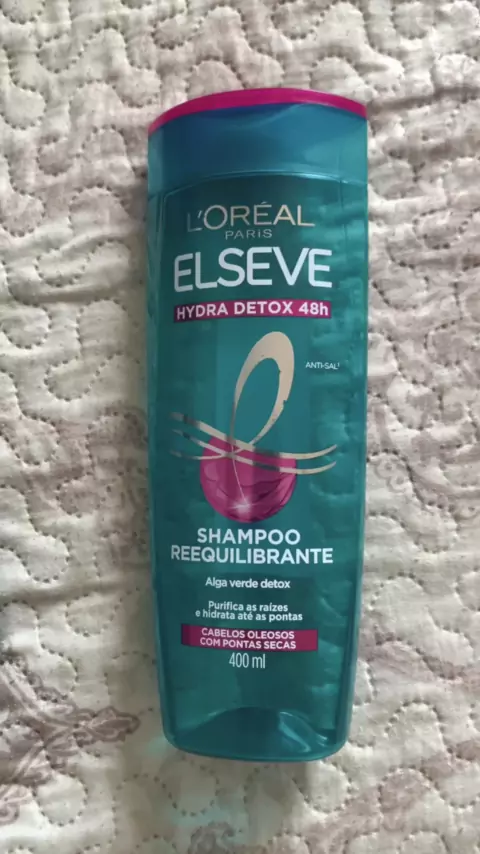 L'ORÉAL
PARIS
ELSEVE
HYDRA DETOX 48h
ANTI-SAL¹
SHAMPOO
REEQUILIBRANTE
Alga verde detox
Purifica as raízes
e hidrata até as pontas
CABELOS OLEOSOS
COM PONTAS SECAS
400 ml